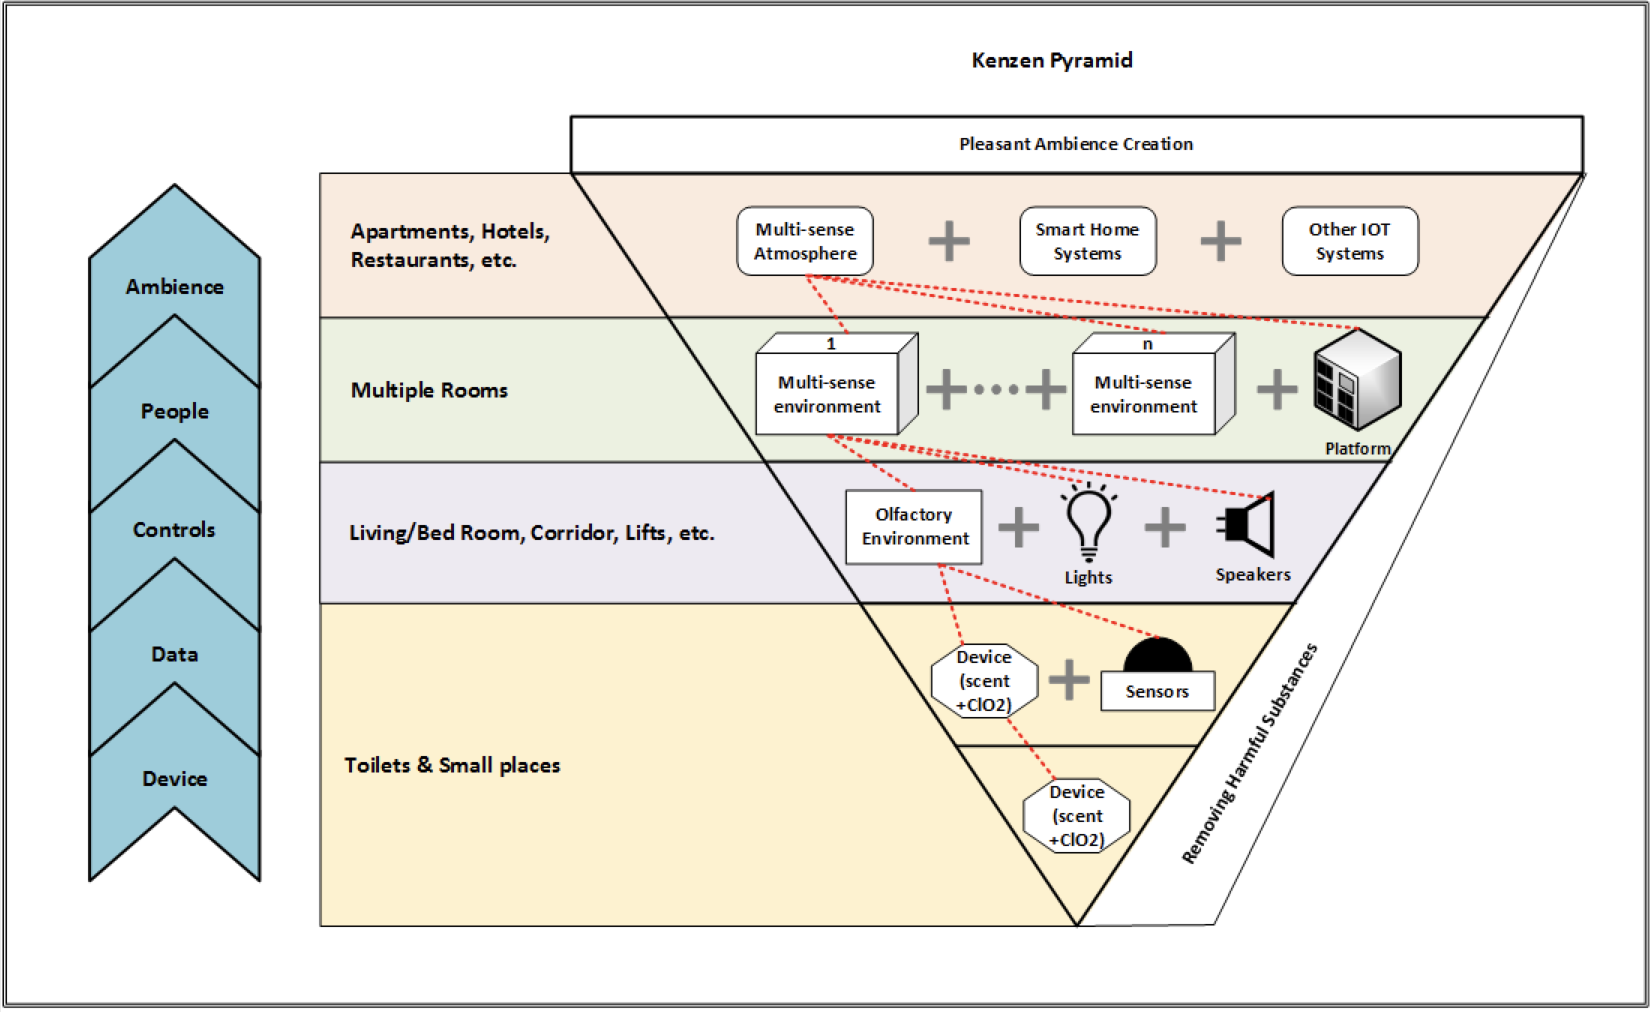 Kenzen Pyramid
Pleasant Ambience Creation
Ambience
People
Controls
Data
Device
Apartments, Hotels,
Restaurants, etc.
Multi-sense
Atmosphere
Smart Home
Systems
Other IOT
Systems
Multiple Rooms
1
Multi-sense
environment
n
Multi-sense
environment
Platform
Living/Bed Room, Corridor, Lifts, etc.
Olfactory
Environment
Lights
Speakers
Toilets & Small places
Device
(scent
+ClO2)
Sensors
Device
(scent
+ClO2)
Removing Harmful Substances